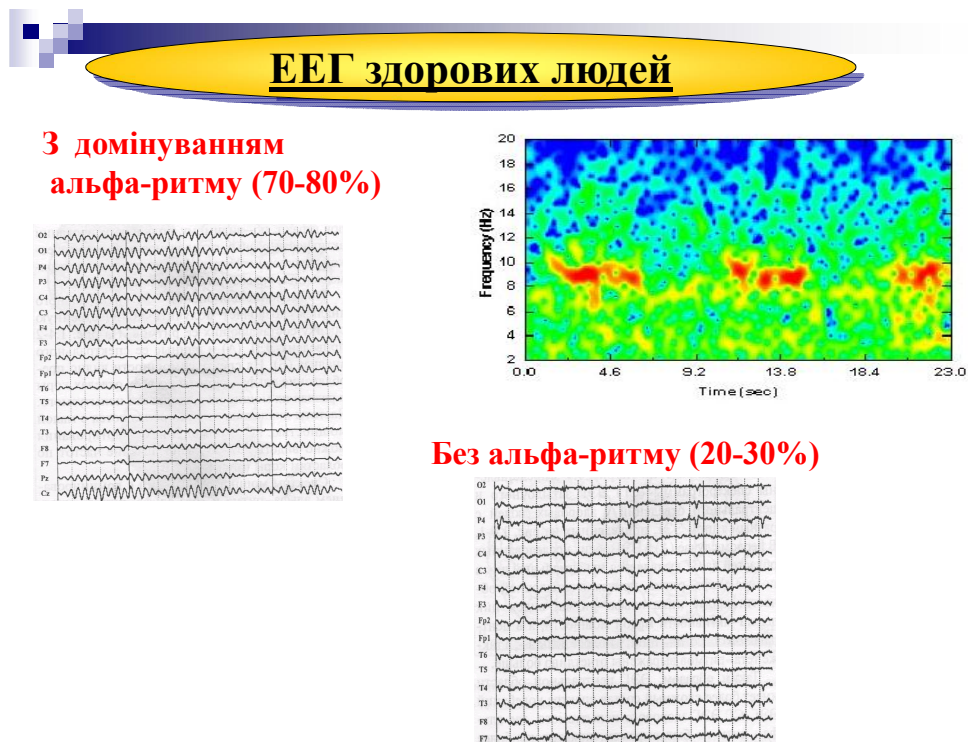 ЕЕГ здорових людей
З домінуванням
альфа-ритму (70-80%)
O2
O1
P4
P3
C4
C3
F4
F3
Fp2
Fp1
T6
T5
T4
T3
F8
F7
Pz
Cz
Frequency (Hz)
20
18
16
14
12
10
8
6
4
2
0.0 4.6 9.2 13.8 18.4 23.0
Time (sec)
Без альфа-ритму (20-30%)
O2
O1
P4
P3
C4
C3
F4
F3
Fp2
Fp1
T6
T5
T4
T3
F8
F7